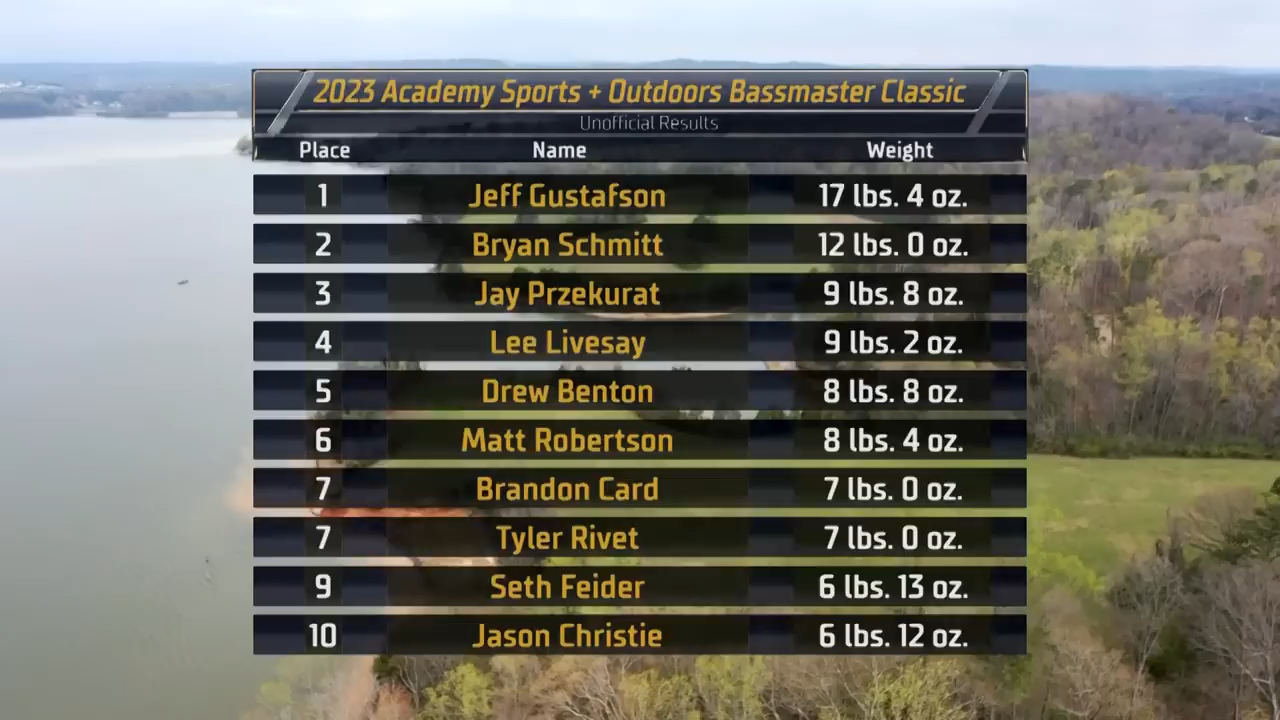 2023 Academy Sports + Outdoors Bassmaster Classic
Unofficial Results
Place Name Weight
1 Jeff Gustafson 17 lbs. 4 oz.
2 Bryan Schmitt 12 lbs. 0 oz.
3 Jay Przekurat 9 lbs. 8 oz.
4 Lee Livesay 9 lbs. 2 oz.
5 Drew Benton 8 lbs. 8 oz.
6 Matt Robertson 8 lbs. 4 oz.
7 Brandon Card 7 lbs. 0 oz.
7 Tyler Rivet 7 lbs. 0 oz.
9 Seth Feider 6 lbs. 13 oz.
10 Jason Christie 6 lbs. 12 oz.